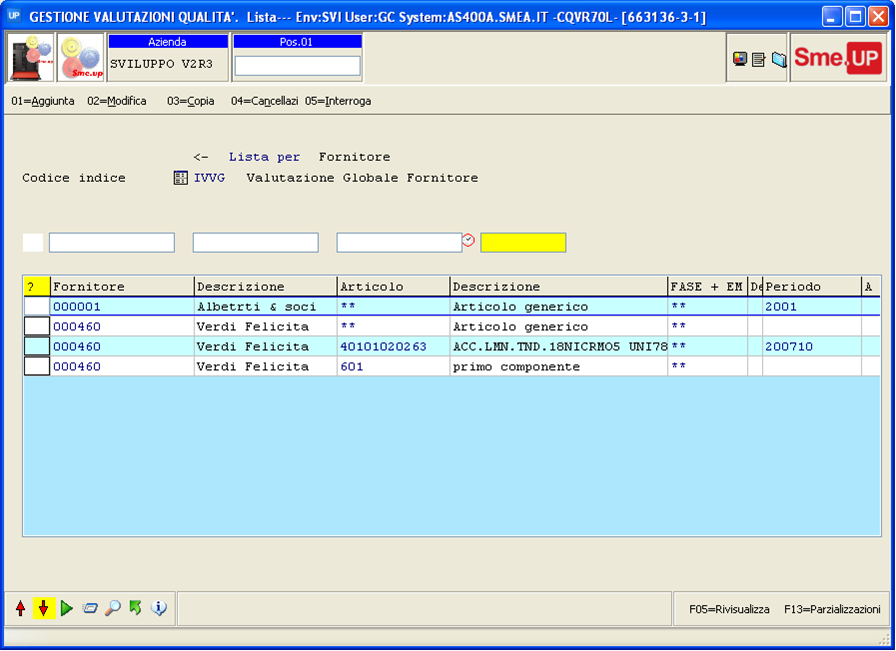 UP GESTIONE VALUTAZIONI QUALITA'. Lista--- Env:SVI User:GC System:AS400A.SMEA.IT -CQVR70L- [663136-3-1]
Azienda
Pos.01
SVILUPPO V2R3
Sme.up
Sme.UP
01=Aggiunta 02=Modifica 03=Copia 04=Cancellazi 05=Interroga
<- Lista per Fornitore
Codice indice IVVG Valutazione Globale Fornitore
? Fornitore Descrizione Articolo Descrizione FASE + EM De Periodo A
000001 Albetrti & soci ** Articolo generico ** 2001
000460 Verdi Felicita ** Articolo generico **
000460 Verdi Felicita 40101020263 ACC.LMN.TND.18NICRMO5 UNI78 ** 200710
000460 Verdi Felicita 601 primo componente **
F05=Rivisualizza F13=Parzializzazioni